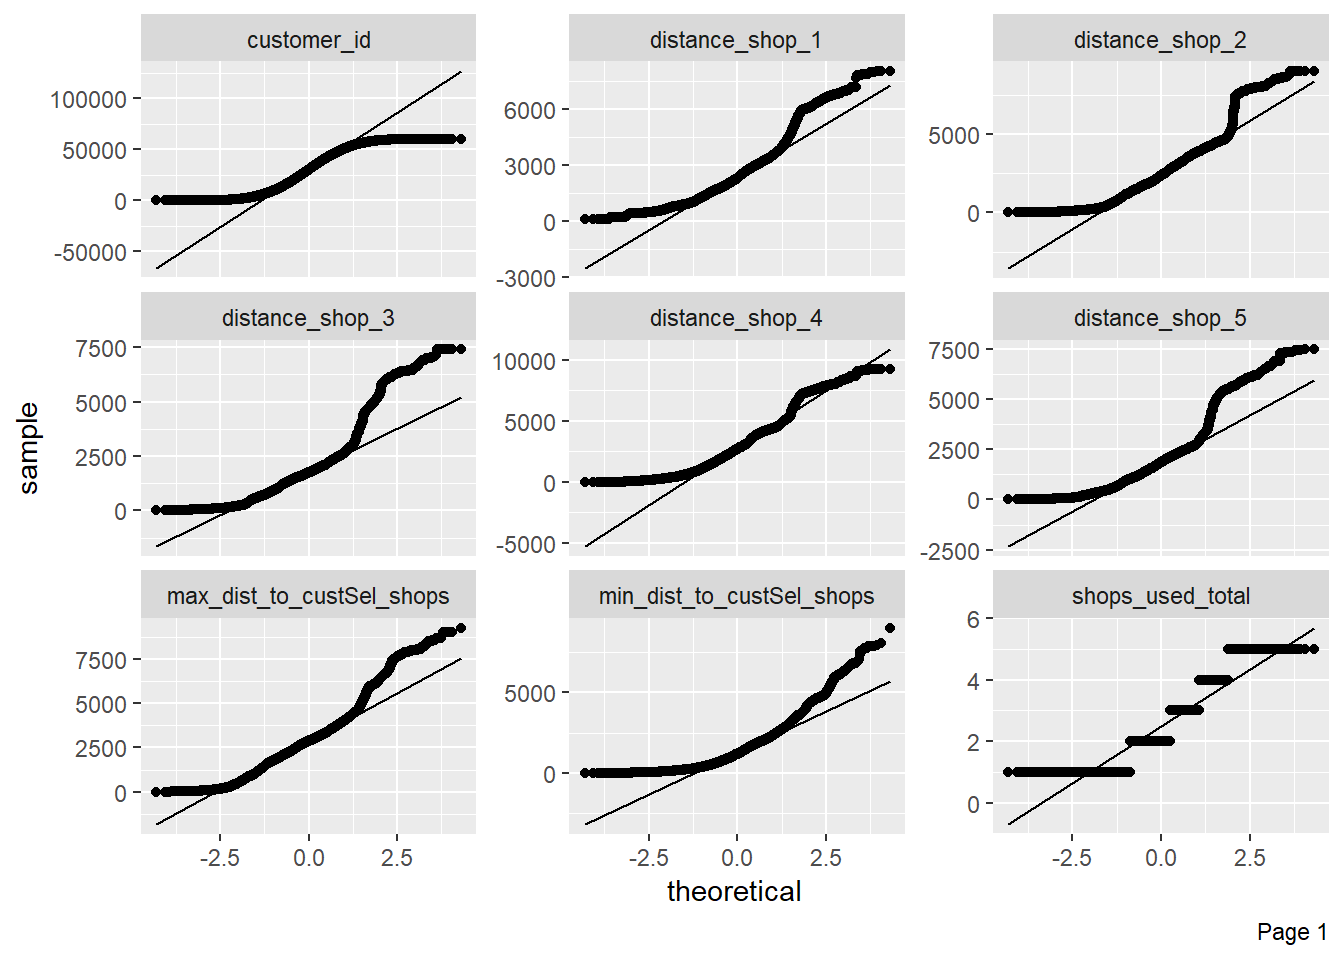 customer_id
distance_shop_1
distance_shop_2
100000
50000
0
-50000
6000
3000
0
-3000
5000
0
distance_shop_3
distance_shop_4
distance_shop_5
7500
5000
2500
0
10000
5000
0
-5000
7500
5000
2500
0
-2500
sample
max_dist_to_custSel_shops
min_dist_to_custSel_shops
shops_used_total
7500
5000
2500
0
5000
0
6
4
2
0
-2.5 0.0 2.5
-2.5 0.0 2.5
-2.5 0.0 2.5
theoretical
Page 1